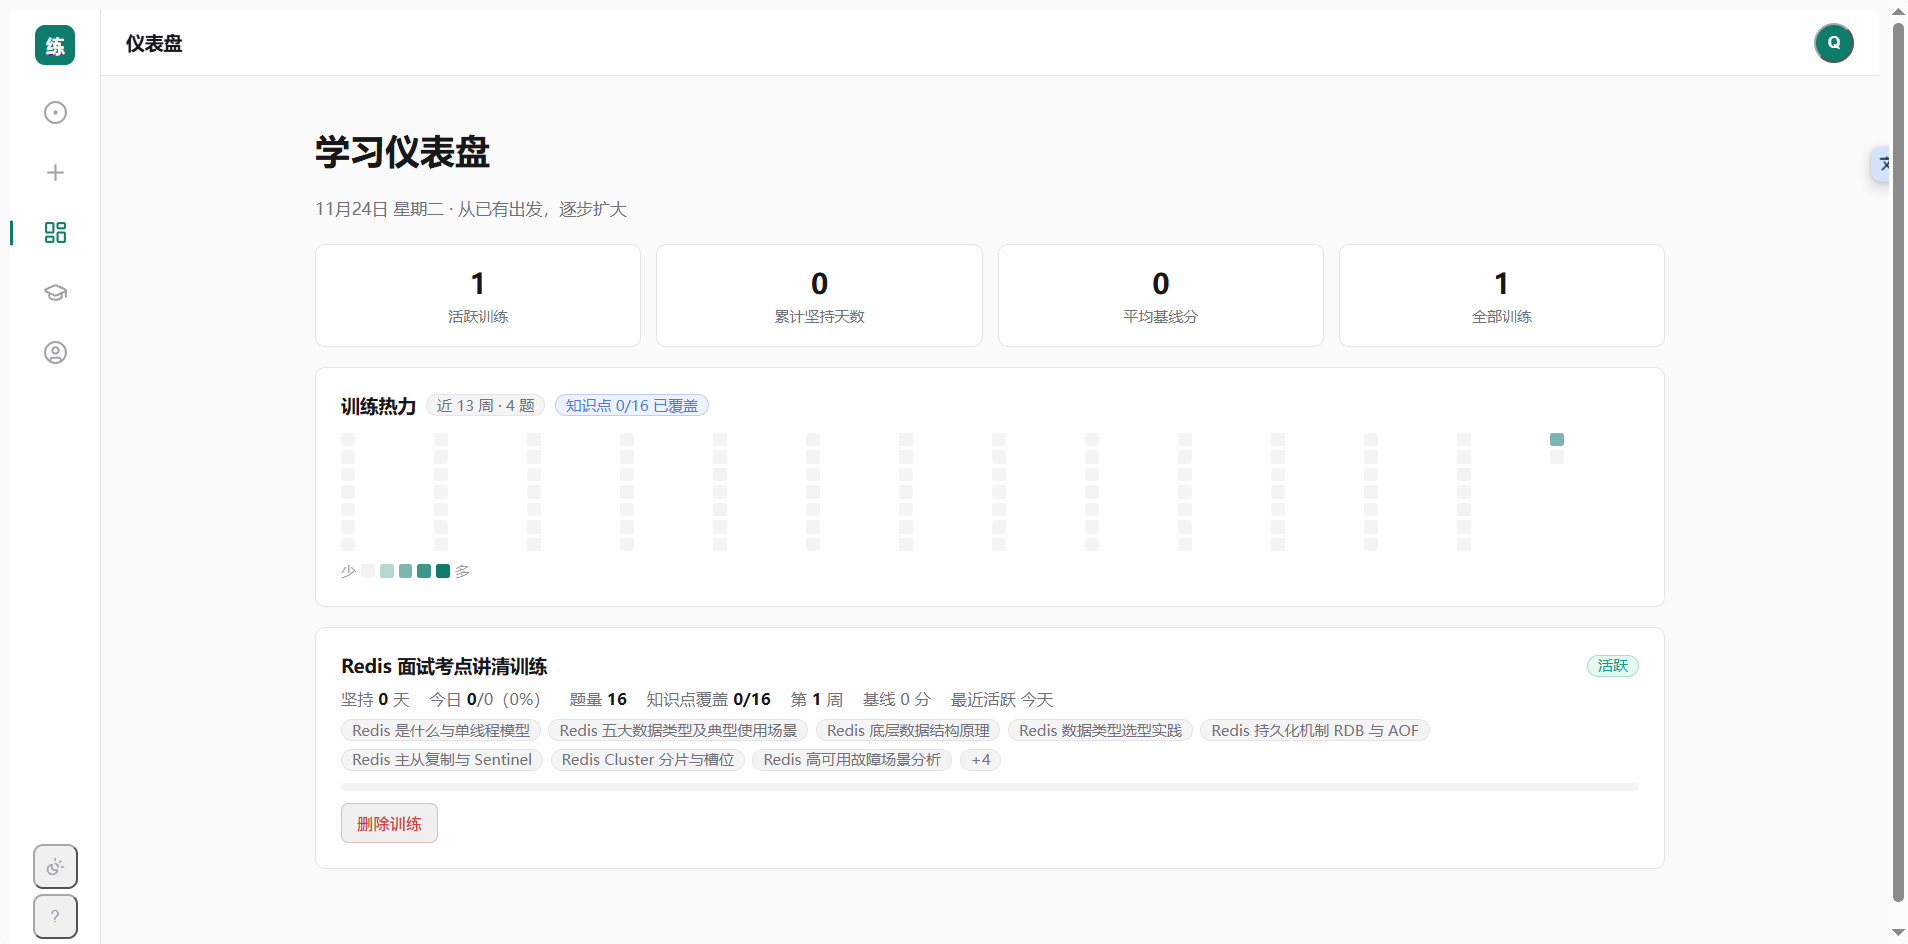 练
仪表盘
Q
学习仪表盘
11月24日 星期二 · 从已有出发，逐步扩大
1
活跃训练
0
累计坚持天数
0
平均基线分
1
全部训练
训练热力 近 13 周 · 4 题 知识点 0/16 已覆盖
少 多
Redis 面试考点讲清训练 活跃
坚持 0 天 今日 0/0（0%） 题量 16 知识点覆盖 0/16 第 1 周 基线 0 分 最近活跃 今天
Redis 是什么与单线程模型 Redis 五大数据类型及典型使用场景 Redis 底层数据结构原理 Redis 数据类型选型实践 Redis 持久化机制 RDB 与 AOF
Redis 主从复制与 Sentinel Redis Cluster 分片与槽位 Redis 高可用故障场景分析 +4
删除训练
?